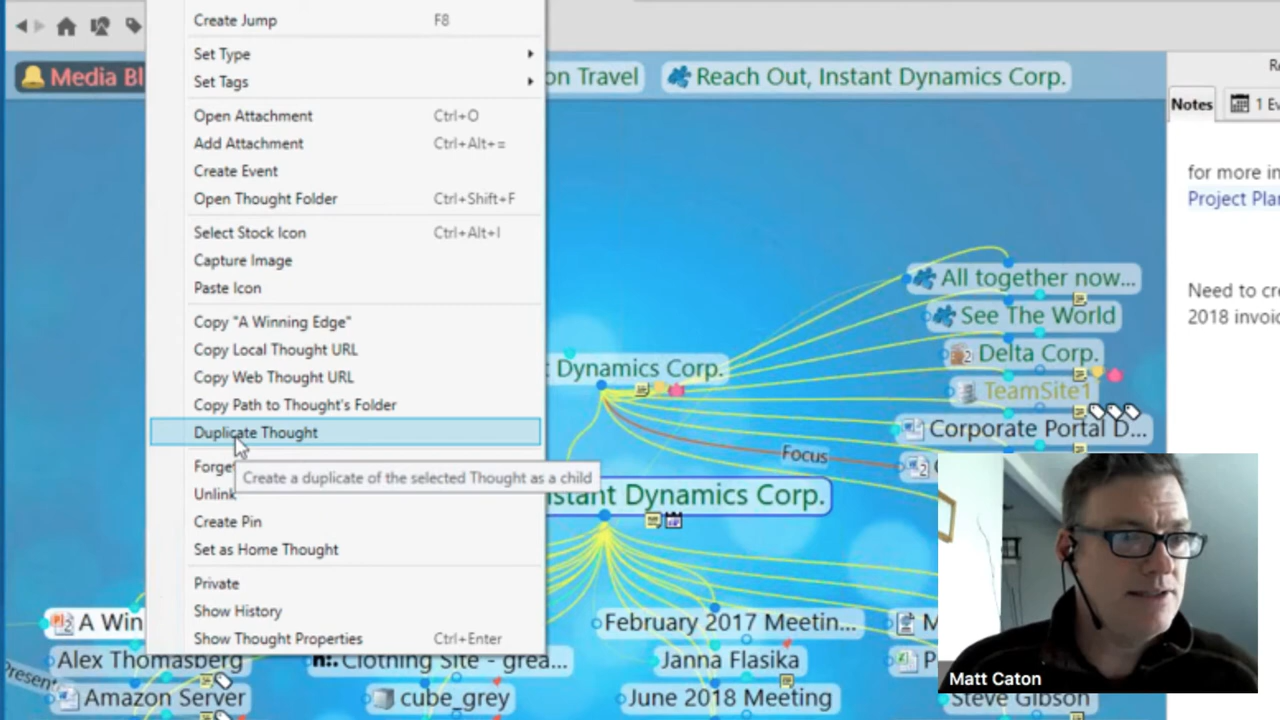 Create Jump F8
Set Type
Set Tags
Open Attachment Ctrl+O
Add Attachment Ctrl+Alt+=
Create Event
Open Thought Folder Ctrl+Shift+F
Select Stock Icon Ctrl+Alt+I
Capture Image
Paste Icon
Copy "A Winning Edge"
Copy Local Thought URL
Copy Web Thought URL
Copy Path to Thought's Folder
Duplicate Thought
Create a duplicate of the selected Thought as a child
Forge
Unlink
Create Pin
Set as Home Thought
Private
Show History
Show Thought Properties Ctrl+Enter
Media Bl
on Travel
Reach Out, Instant Dynamics Corp.
Notes
1 Ev
for more in
Project Plan
Need to cre
2018 invoic
All together now...
See The World
2 Delta Corp.
TeamSite1
Corporate Portal D...
t Dynamics Corp.
Focus
2
nstant Dynamics Corp.
A Win
February 2017 Meetin...
M
Alex Thomasberg
Clothing Site - grea...
Janna Flasika
P
Present
Amazon Server
cube_grey
June 2018 Meeting
Steve Gibson
Matt Caton